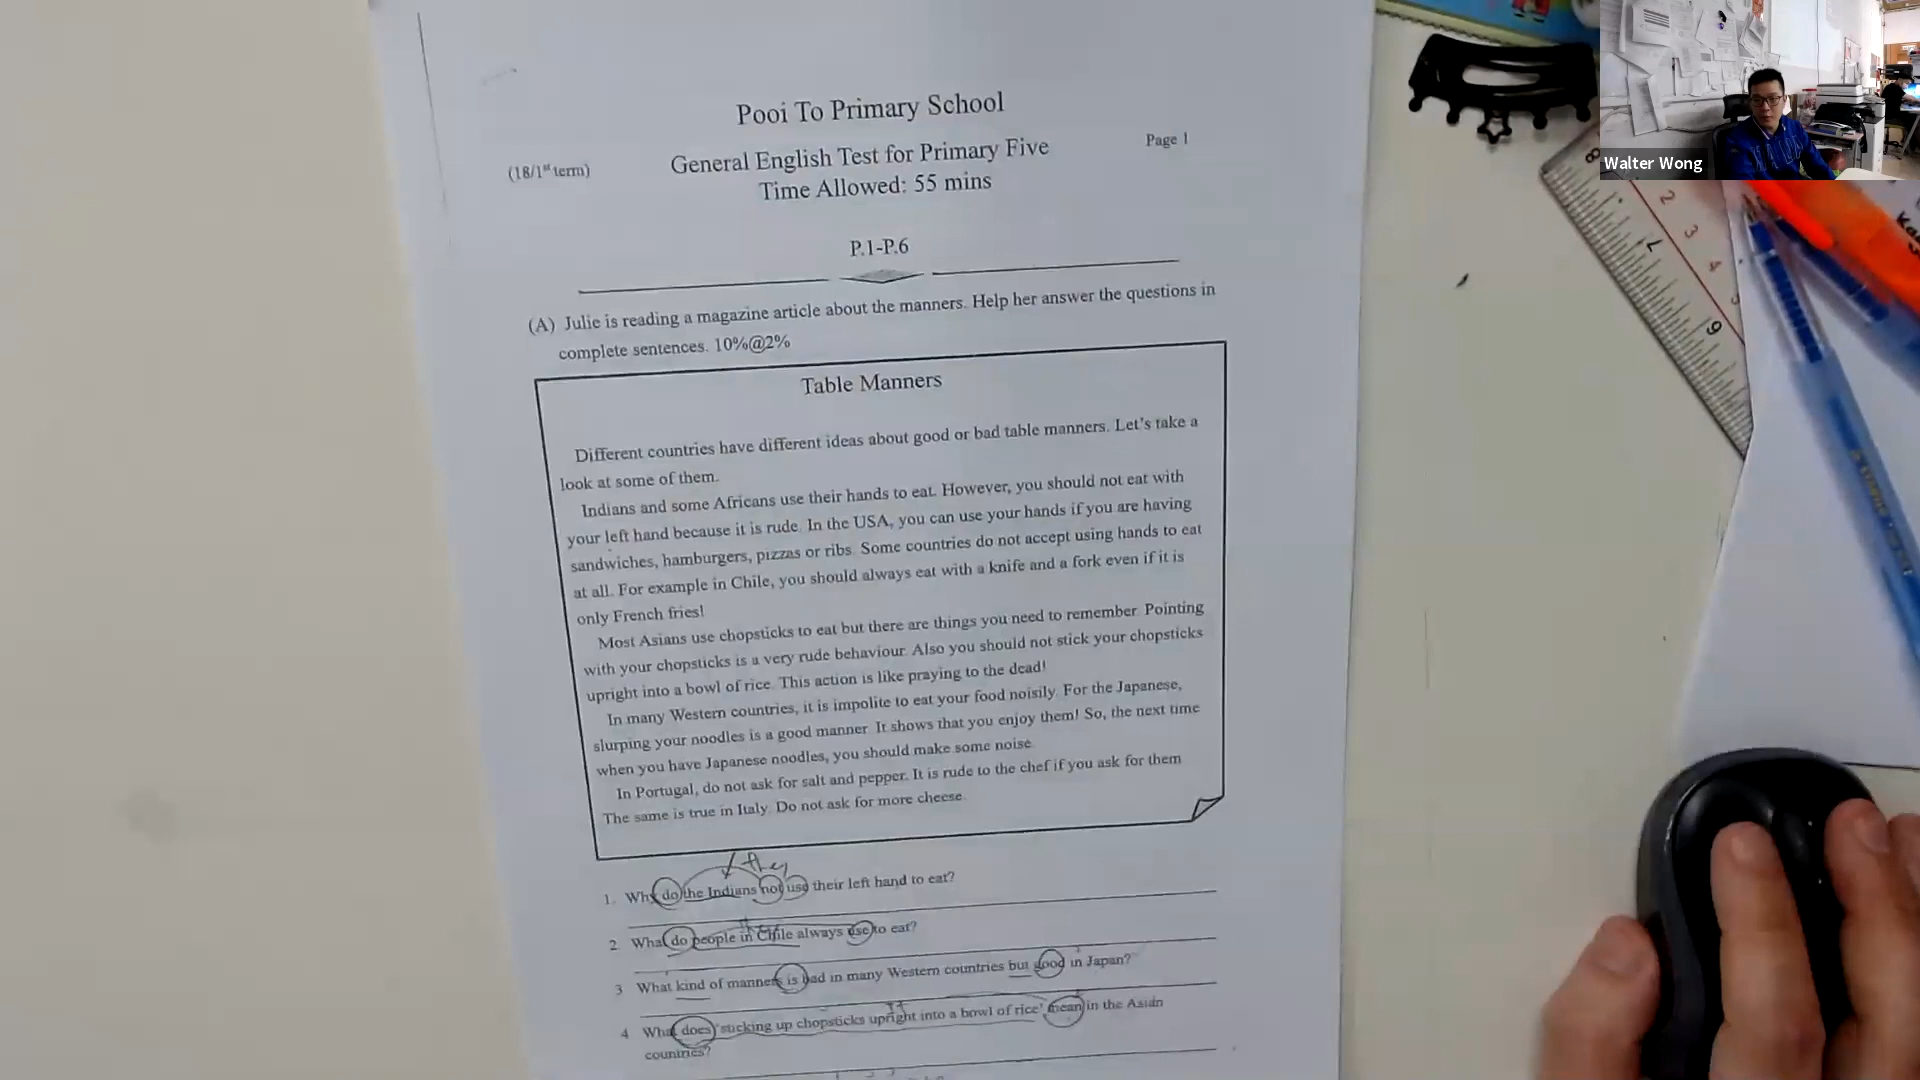 Pooi To Primary School
(18/1st term)
General English Test for Primary Five
Page 1
Time Allowed: 55 mins
P.1-P.6
(A) Julie is reading a magazine article about the manners. Help her answer the questions in
complete sentences. 10%@2%
Table Manners
Different countries have different ideas about good or bad table manners. Let's take a
look at some of them.
Indians and some Africans use their hands to eat. However, you should not eat with
your left hand because it is rude. In the USA, you can use your hands if you are having
sandwiches, hamburgers, pizzas or ribs. Some countries do not accept using hands to eat
at all. For example in Chile, you should always eat with a knife and a fork even if it is
only French fries!
Most Asians use chopsticks to eat but there are things you need to remember. Pointing
with your chopsticks is a very rude behaviour. Also you should not stick your chopsticks
upright into a bowl of rice. This action is like praying to the dead!
In many Western countries, it is impolite to eat your food noisily. For the Japanese,
slurping your noodles is a good manner. It shows that you enjoy them! So, the next time
when you have Japanese noodles, you should make some noise.
In Portugal, do not ask for salt and pepper. It is rude to the chef if you ask for them
The same is true in Italy. Do not ask for more cheese.
they
1. Why do the Indians not use their left hand to eat?
2 What do people in Chile always use to eat?
3 What kind of manners is bad in many Western countries but good in Japan?
4 What does 'sticking up chopsticks upright into a bowl of rice' mean in the Asian
countries?
Walter Wong
8
7
6
2
3
4